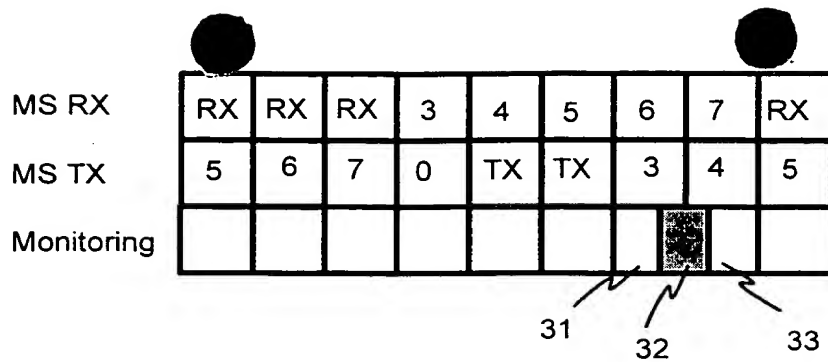 MS RX RX RX RX 3 4 5 6 7 RX
MS TX 5 6 7 0 TX TX 3 4 5
Monitoring
31 32 33